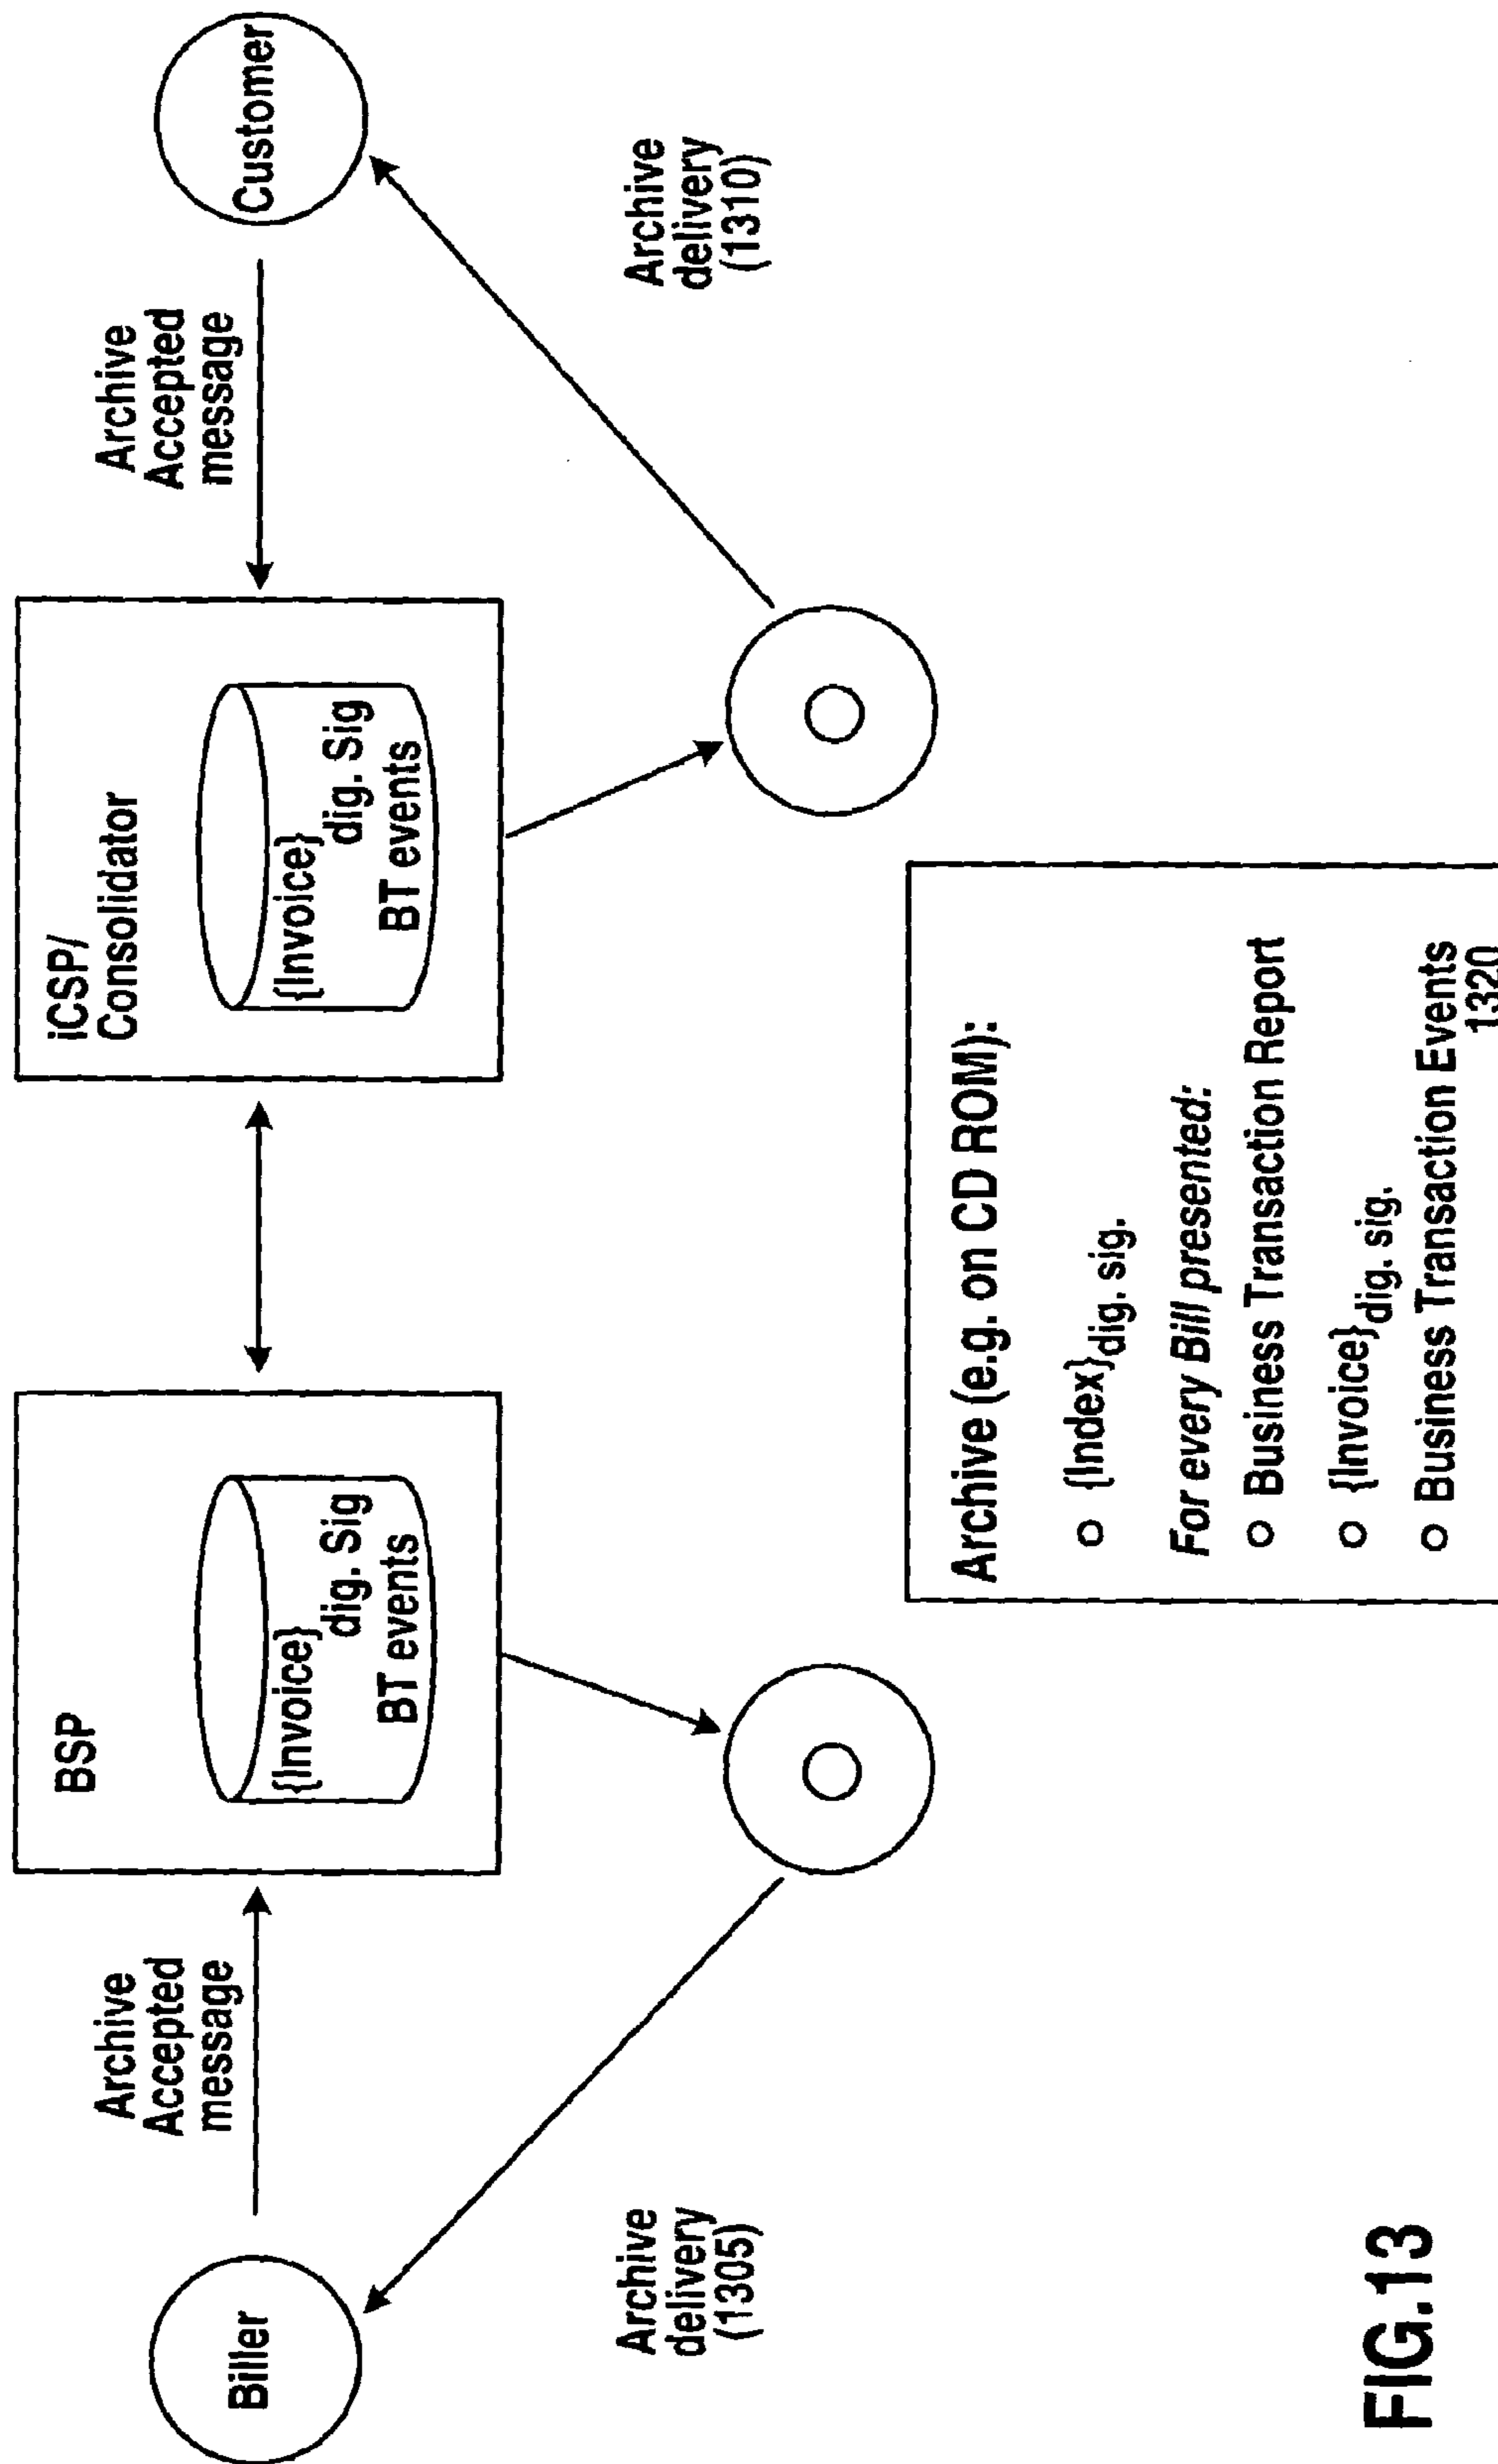 Biller
Archive
Accepted
message
BSP
{Invoice}
dig. Sig
BT events
iCSP/
Consolidator
{Invoice}
dig. Sig
BT events
Archive
Accepted
message
Customer
Archive
delivery
(1305)
Archive
delivery
(1310)
Archive (e.g. on CD ROM):
○ {Index}dig. sig.
For every Bill presented:
○ Business Transaction Report
○ {Invoice}dig. sig.
○ Business Transaction Events
1320
FIG.13